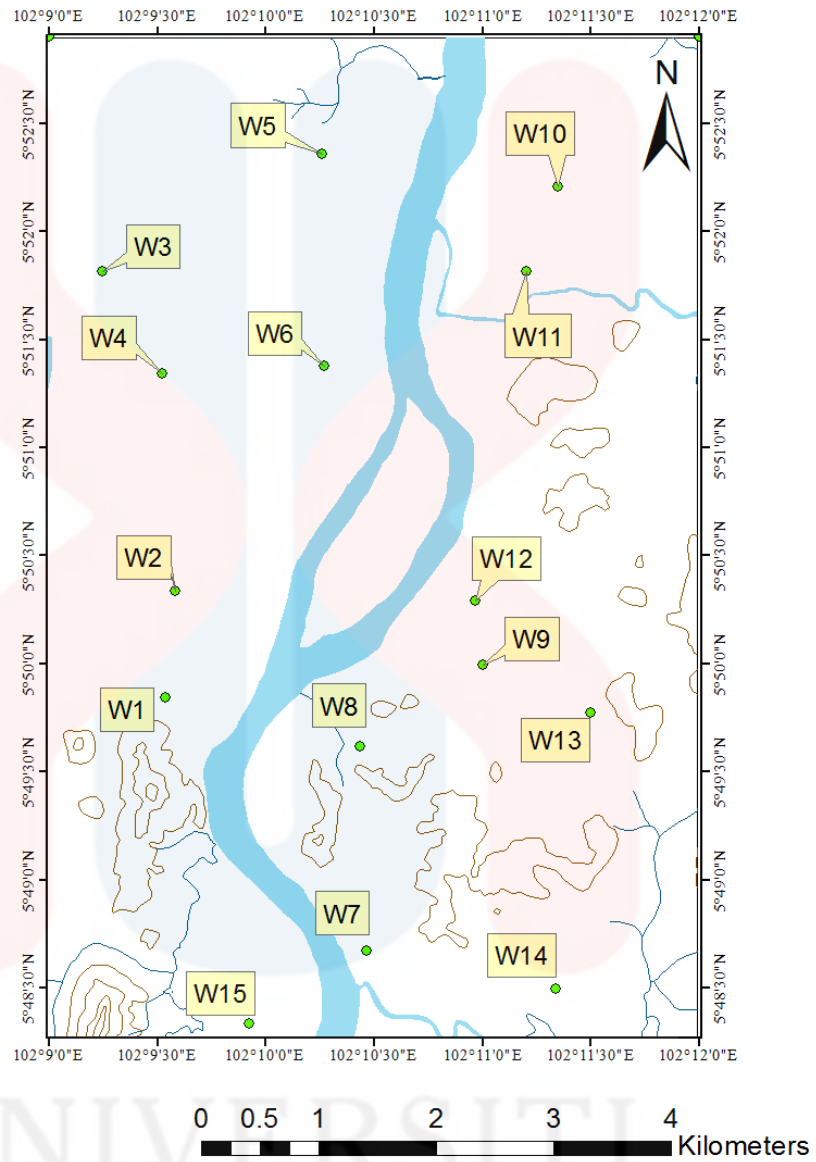 102°9'0"E 102°9'30"E 102°10'0"E 102°10'30"E 102°11'0"E 102°11'30"E 102°12'0"E
N
W5
W10
5°52'30"N 5°52'30"N
W3
5°52'0"N 5°52'0"N
W4
W6
W11
5°51'30"N 5°51'30"N
5°51'0"N 5°51'0"N
W2
W12
5°50'30"N 5°50'30"N
W9
5°50'0"N 5°50'0"N
W1
W8
W13
5°49'30"N 5°49'30"N
5°49'0"N 5°49'0"N
W7
W14
W15
5°48'30"N 5°48'30"N
102°9'0"E 102°9'30"E 102°10'0"E 102°10'30"E 102°11'0"E 102°11'30"E 102°12'0"E
NIVERSITI
0 0.5 1 2 3 4
Kilometers